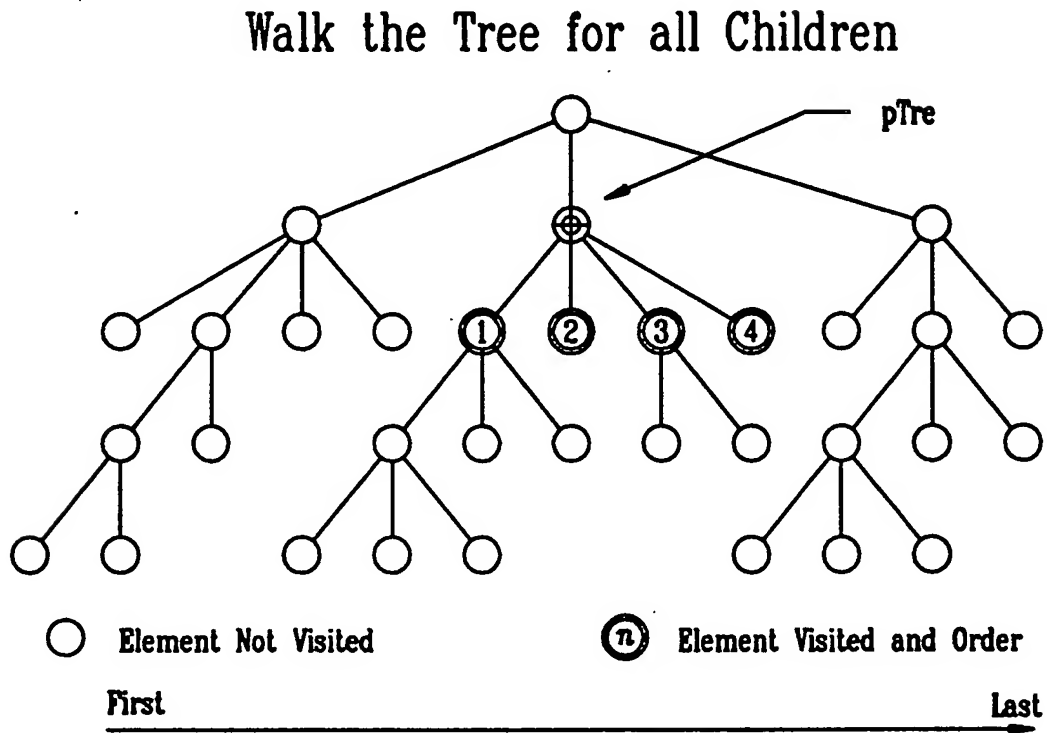 Walk the Tree for all Children
pTre
1 2 3 4
Element Not Visited
n Element Visited and Order
First
Last